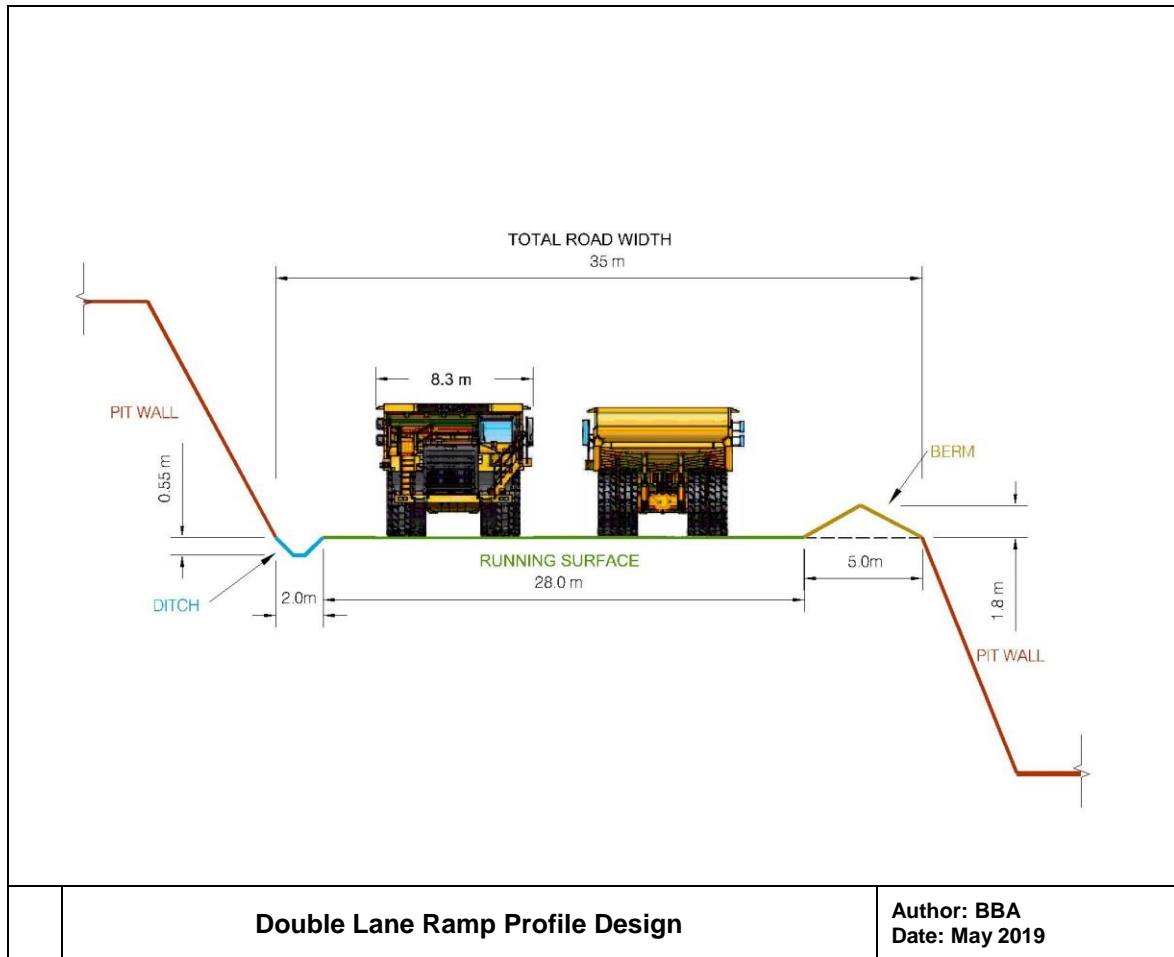 TOTAL ROAD WIDTH
35 m
8.3 m
PIT WALL
BERM
0.55 m
RUNNING SURFACE
28.0 m
5.0m
2.0m
DITCH
1.8 m
PIT WALL
Double Lane Ramp Profile Design
Author: BBA
Date: May 2019